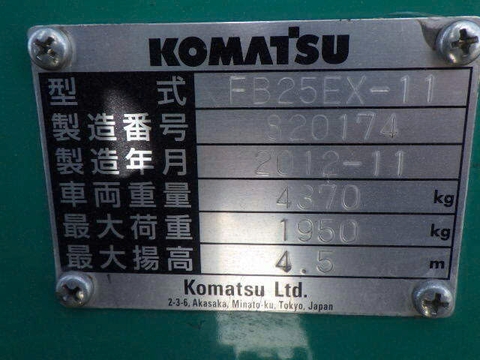 KOMATSU
型 式 FB25EX-11
製造番号 820174
製造年月 2012-11
車両重量 4370 kg
最大荷重 1950 kg
最大揚高 4.5 m
Komatsu Ltd.
2-3-6, Akasaka, Minato-ku, Tokyo, Japan